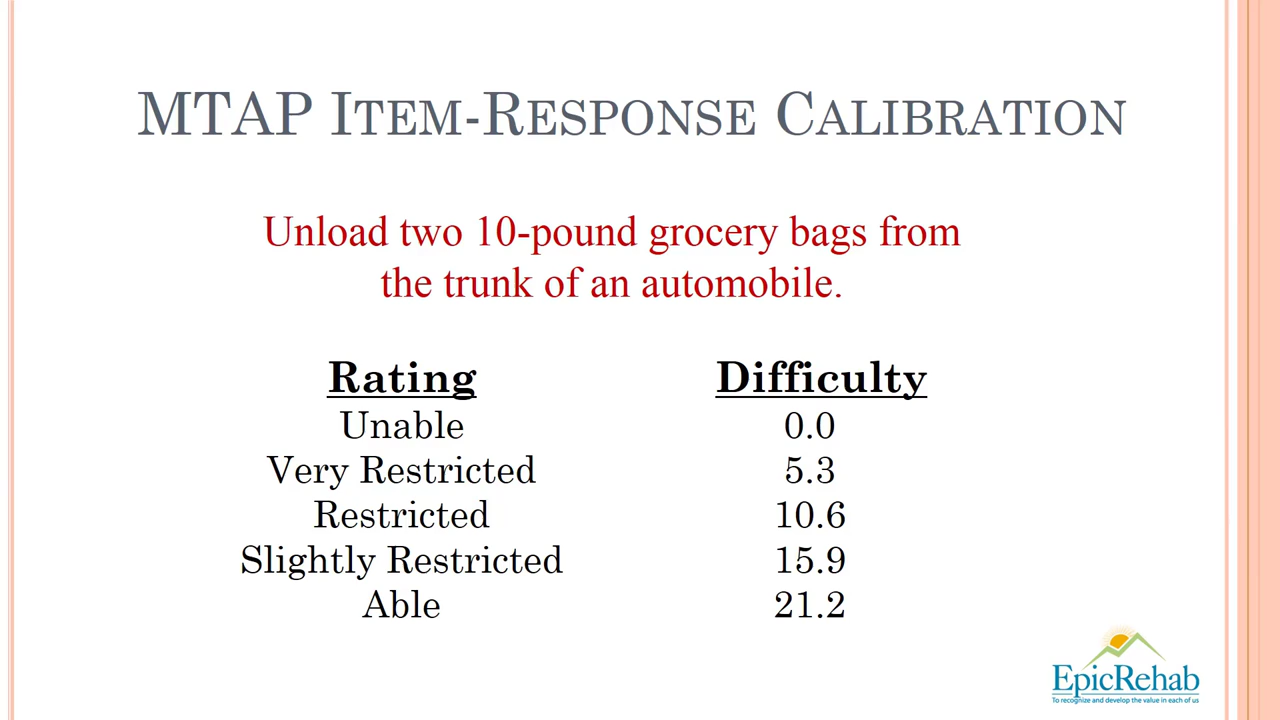 MTAP Item-Response Calibration
Unload two 10-pound grocery bags from
the trunk of an automobile.
Rating Difficulty
Unable 0.0
Very Restricted 5.3
Restricted 10.6
Slightly Restricted 15.9
Able 21.2
EpicRehab
To recognize and develop the value in each of us